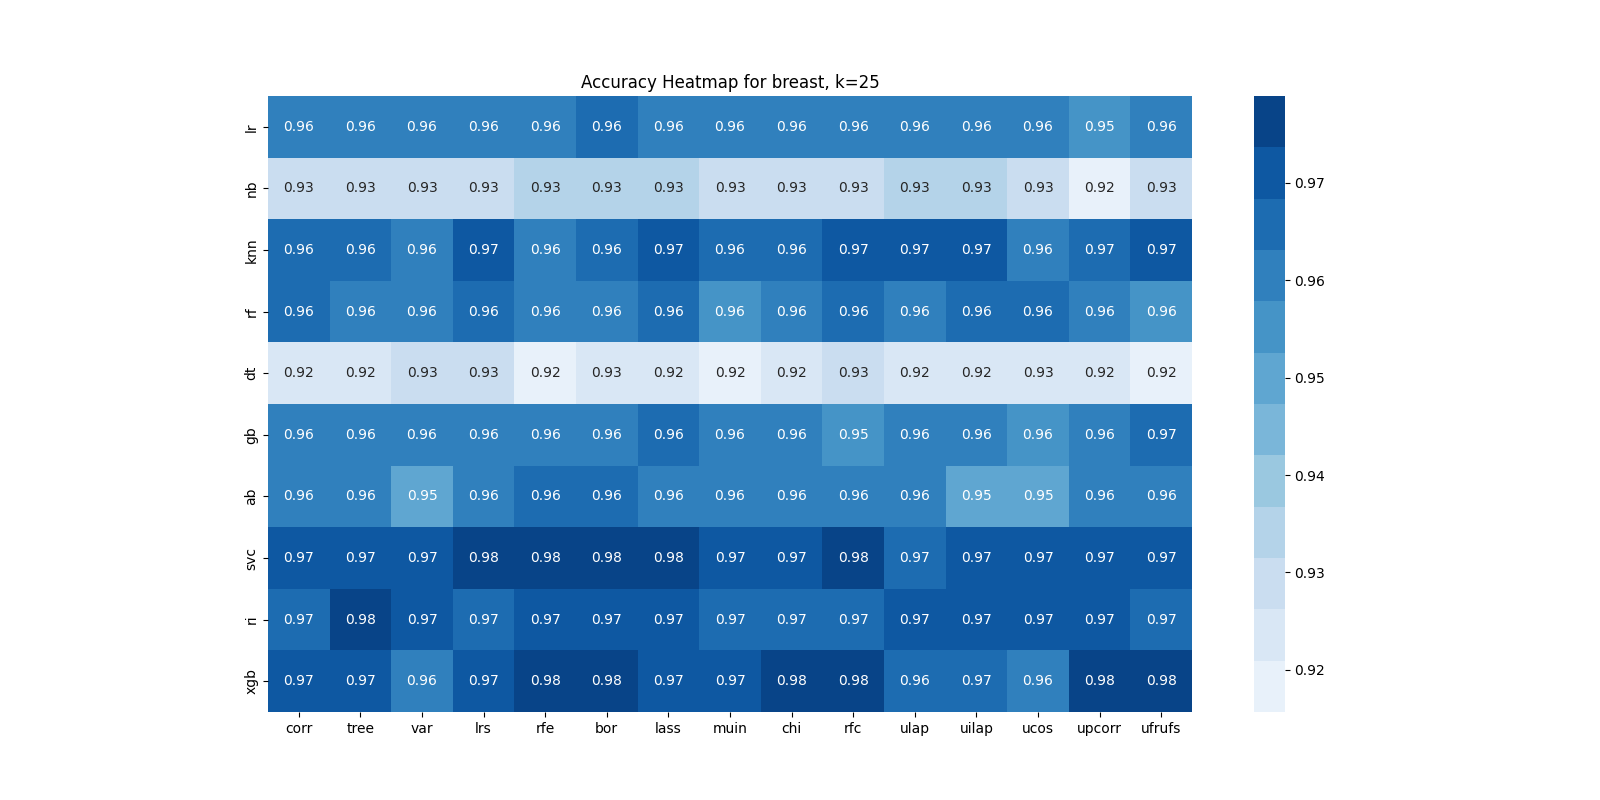 Accuracy Heatmap for breast, k=25
lr 0.96 0.96 0.96 0.96 0.96 0.96 0.96 0.96 0.96 0.96 0.96 0.96 0.96 0.95 0.96
nb 0.93 0.93 0.93 0.93 0.93 0.93 0.93 0.93 0.93 0.93 0.93 0.93 0.93 0.92 0.93
knn 0.96 0.96 0.96 0.97 0.96 0.96 0.97 0.96 0.96 0.97 0.97 0.97 0.96 0.97 0.97
rf 0.96 0.96 0.96 0.96 0.96 0.96 0.96 0.96 0.96 0.96 0.96 0.96 0.96 0.96 0.96
dt 0.92 0.92 0.93 0.93 0.92 0.93 0.92 0.92 0.92 0.93 0.92 0.92 0.93 0.92 0.92
gb 0.96 0.96 0.96 0.96 0.96 0.96 0.96 0.96 0.96 0.95 0.96 0.96 0.96 0.96 0.97
ab 0.96 0.96 0.95 0.96 0.96 0.96 0.96 0.96 0.96 0.96 0.96 0.95 0.95 0.96 0.96
svc 0.97 0.97 0.97 0.98 0.98 0.98 0.98 0.97 0.97 0.98 0.97 0.97 0.97 0.97 0.97
ri 0.97 0.98 0.97 0.97 0.97 0.97 0.97 0.97 0.97 0.97 0.97 0.97 0.97 0.97 0.97
xgb 0.97 0.97 0.96 0.97 0.98 0.98 0.97 0.97 0.98 0.98 0.96 0.97 0.96 0.98 0.98
corr tree var lrs rfe bor lass muin chi rfc ulap uilap ucos upcorr ufrufs
0.97
0.96
0.95
0.94
0.93
0.92